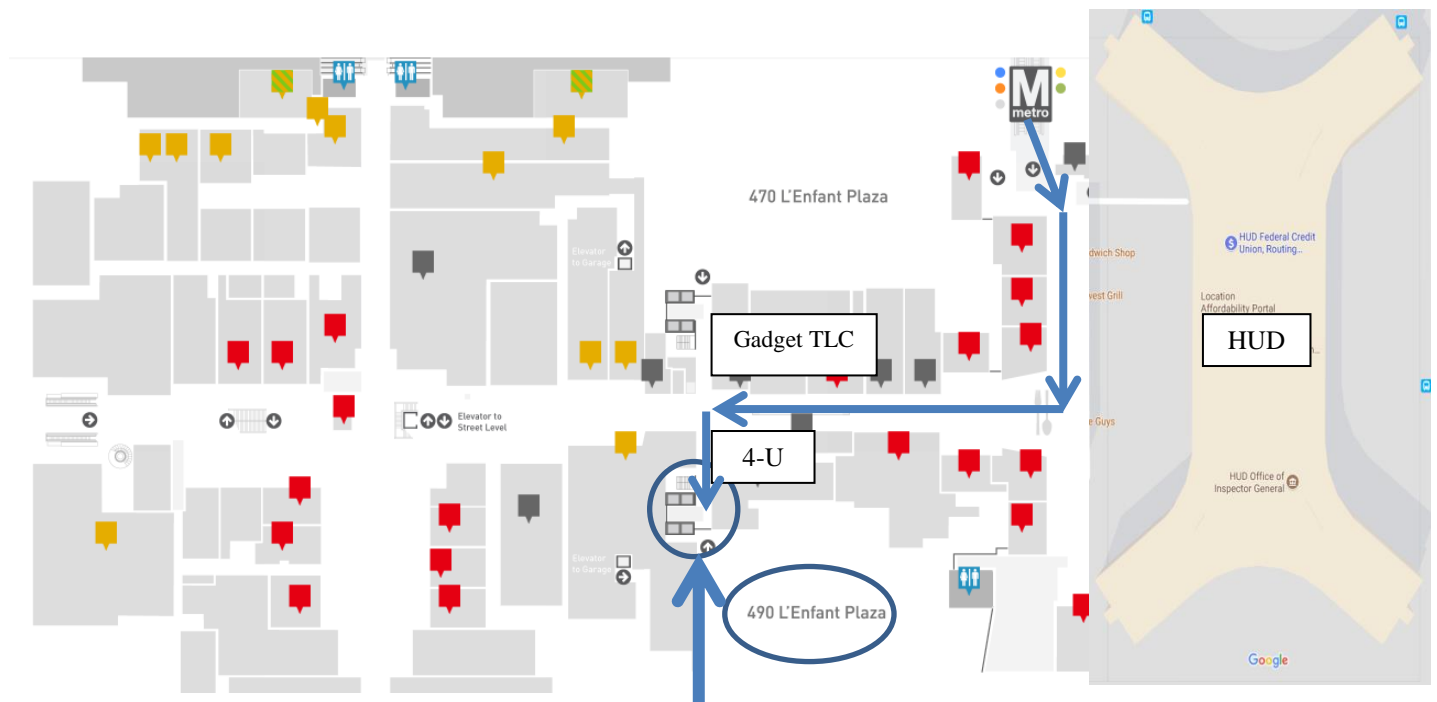 M
metro
470 L'Enfant Plaza
HUD Federal Credit
Union, Routing...
Elevator
to Garage
dwich Shop
vest Grill
Location
Affordability Portal
Gadget TLC
HUD
n...
Elevator to
Street Level
e Guys
4-U
HUD Office of
Inspector General
Elevator
to Garage
490 L'Enfant Plaza
Google